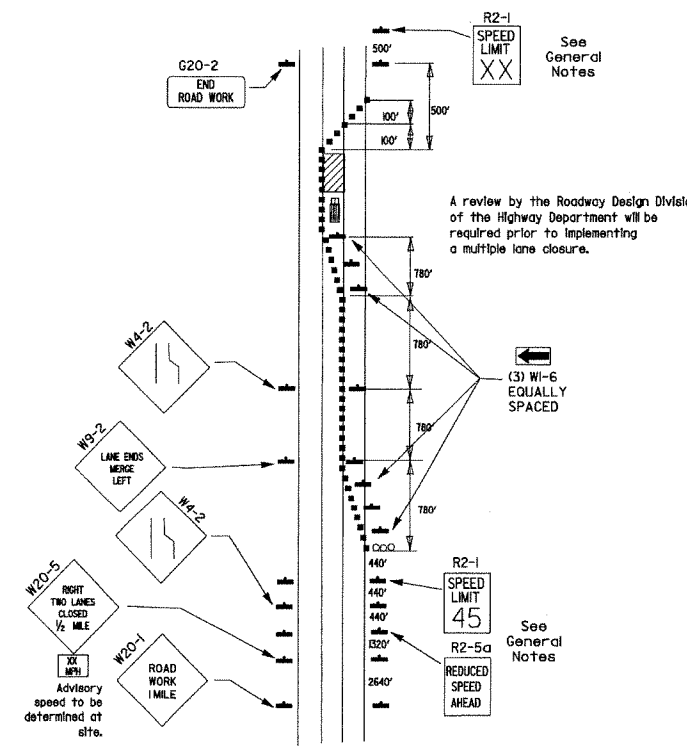 R2-1
SPEED
LIMIT
XX
See
General
Notes
500'
G20-2
END
ROAD WORK
100'
100'
500'
A review by the Roadway Design Divisi
of the Highway Department will be
required prior to implementing
a multiple lane closure.
780'
780'
780'
780'
(3) W1-6
EQUALLY
SPACED
W4-2
W9-2
LANE ENDS
MERGE
LEFT
W4-2
W20-5
RIGHT
TWO LANES
CLOSED
1/2 MILE
XX
MPH
Advisory
speed to be
determined at
site.
W20-1
ROAD
WORK
1 MILE
440'
440'
440'
1320'
2640'
R2-1
SPEED
LIMIT
45
R2-5a
REDUCED
SPEED
AHEAD
See
General
Notes